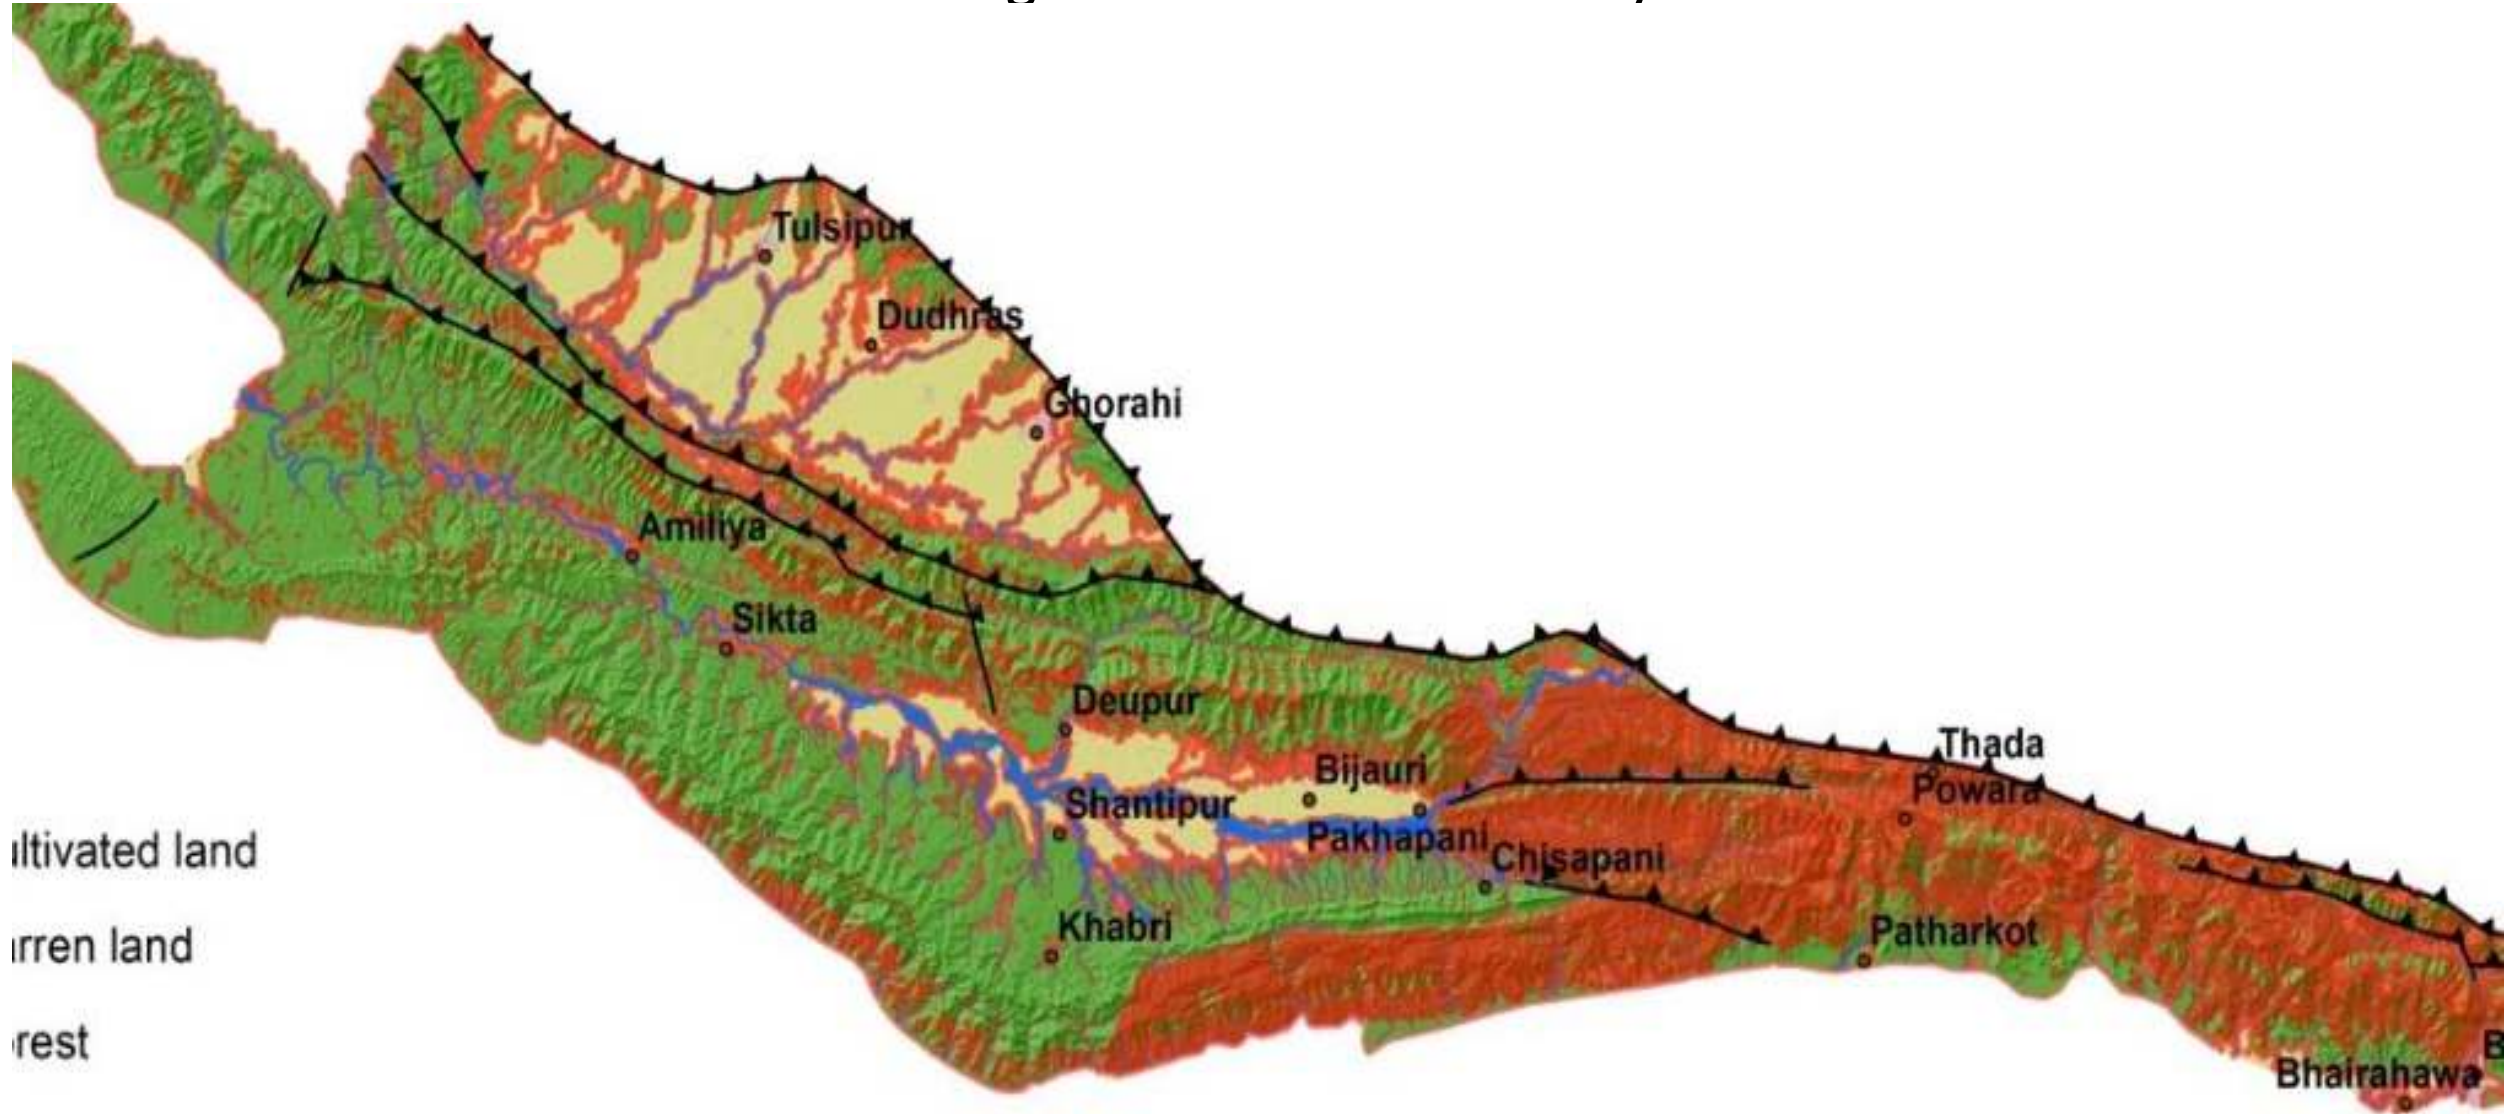 Tulsipur
Dudhras
Ghorahi
Amiliya
Sikta
Deupur
Bijauri
Thada
Powara
Shantipur
Pakhapani
Chisapani
ultivated land
Khabri
Patharkot
rren land
rest
B
Bhairahawa